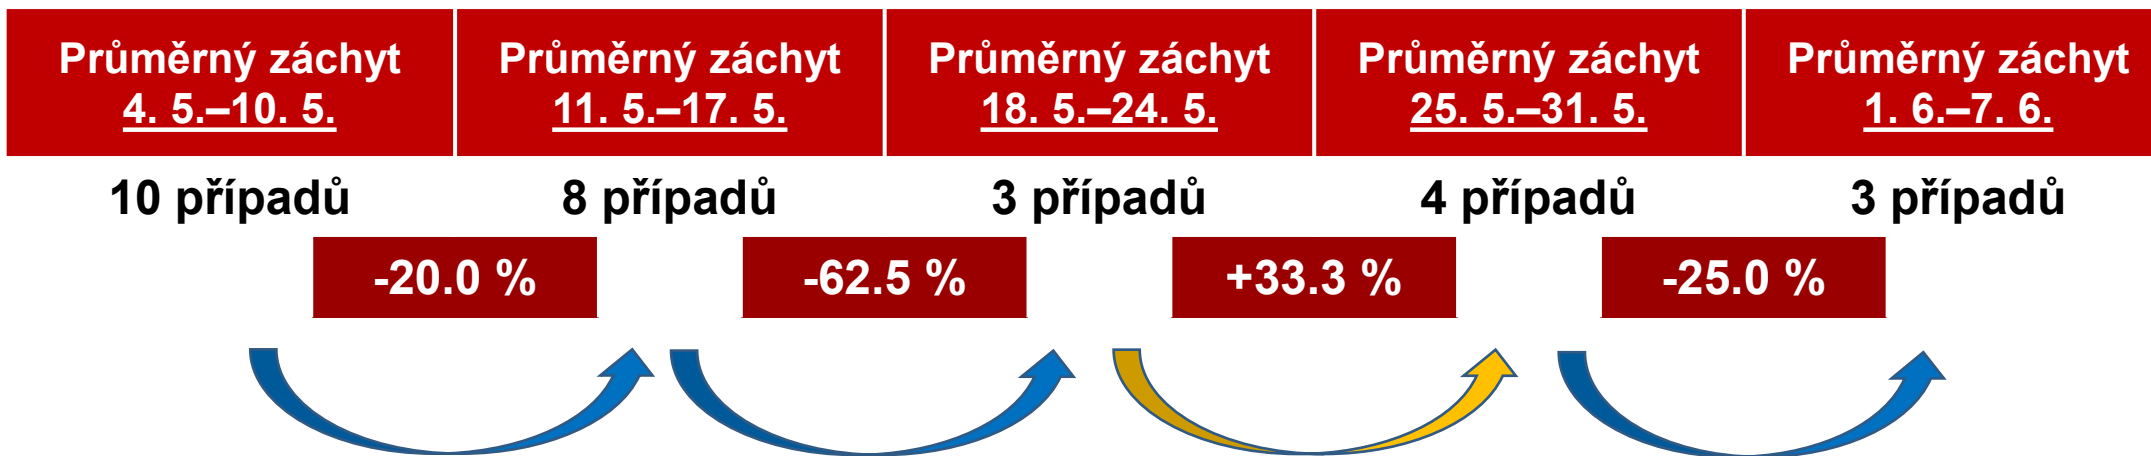 Průměrný záchyt
4. 5.–10. 5.
Průměrný záchyt
11. 5.–17. 5.
Průměrný záchyt
18. 5.–24. 5.
Průměrný záchyt
25. 5.–31. 5.
Průměrný záchyt
1. 6.–7. 6.
10 případů
8 případů
3 případů
4 případů
3 případů
-20.0 %
-62.5 %
+33.3 %
-25.0 %